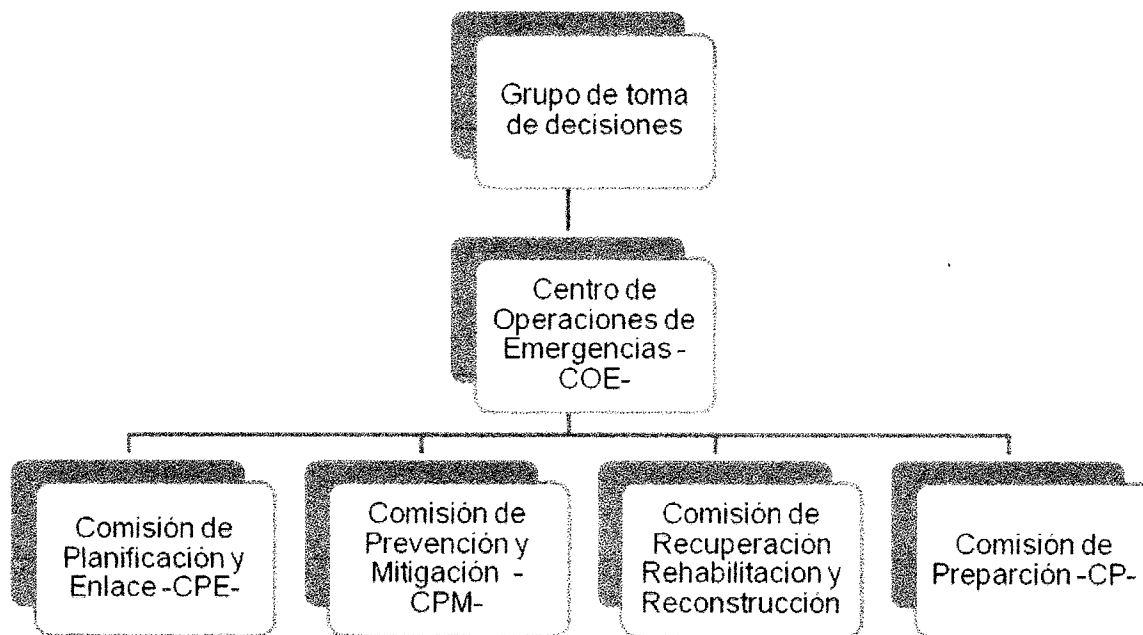 Grupo de toma
de decisiones
Centro de
Operaciones de
Emergencias -
COE-
Comisión de
Planificación y
Enlace -CPE-
Comisión de
Prevención y
Mitigación -
CPM-
Comisión de
Recuperación
Rehabilitacion y
Reconstrucción
Comisión de
Preparción -CP-